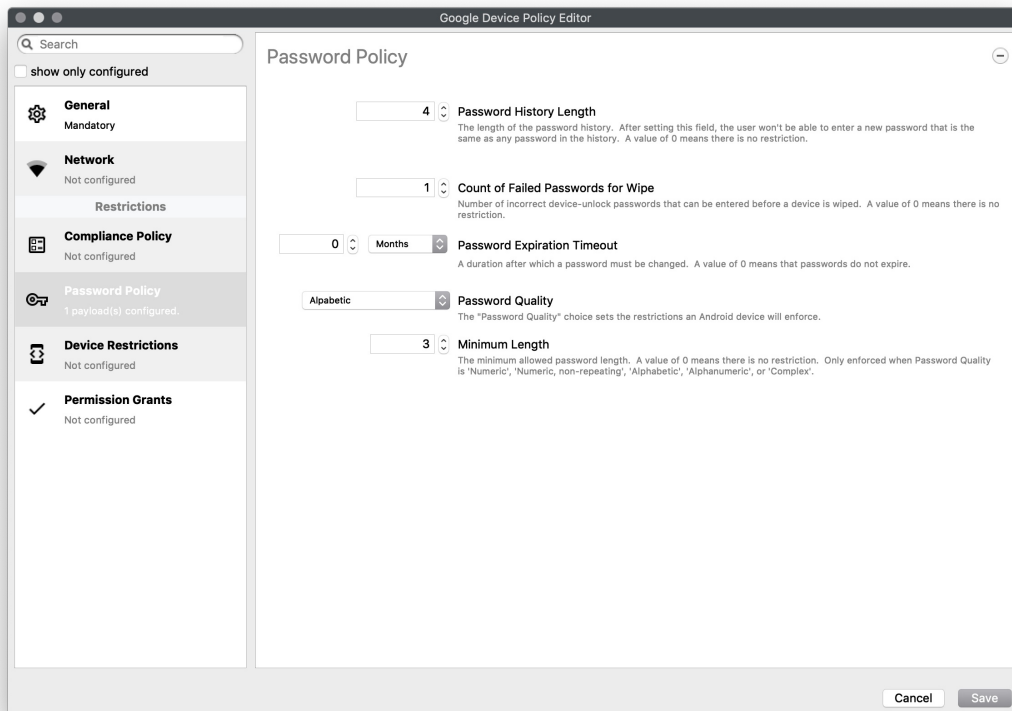 Google Device Policy Editor
Search
show only configured
General
Mandatory
Network
Not configured
Restrictions
Compliance Policy
Not configured
Password Policy
1 payload(s) configured.
Device Restrictions
Not configured
Permission Grants
Not configured
Password Policy
4 Password History Length
The length of the password history. After setting this field, the user won't be able to enter a new password that is the
same as any password in the history. A value of 0 means there is no restriction.
1 Count of Failed Passwords for Wipe
Number of incorrect device-unlock passwords that can be entered before a device is wiped. A value of 0 means there is no
restriction.
0 Months Password Expiration Timeout
A duration after which a password must be changed. A value of 0 means that passwords do not expire.
Alpabetic Password Quality
The "Password Quality" choice sets the restrictions an Android device will enforce.
3 Minimum Length
The minimum allowed password length. A value of 0 means there is no restriction. Only enforced when Password Quality
is 'Numeric', 'Numeric, non-repeating', 'Alphabetic', 'Alphanumeric', or 'Complex'.
Cancel Save